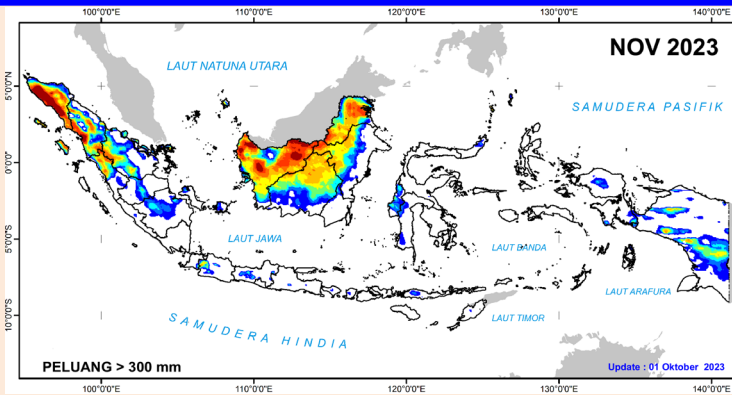 100°0'0"E 110°0'0"E 120°0'0"E 130°0'0"E 140°0'0"E
NOV 2023
LAUT NATUNA UTARA
5°0'0"N
SAMUDERA PASIFIK
0°0'0"
LAUT JAWA
5°0'0"S
LAUT BANDA
LAUT ARAFURA
10°0'0"S
SAMUDERA HINDIA
LAUT TIMOR
PELUANG > 300 mm
Update : 01 Oktober 2023
100°0'0"E 110°0'0"E 120°0'0"E 130°0'0"E 140°0'0"E